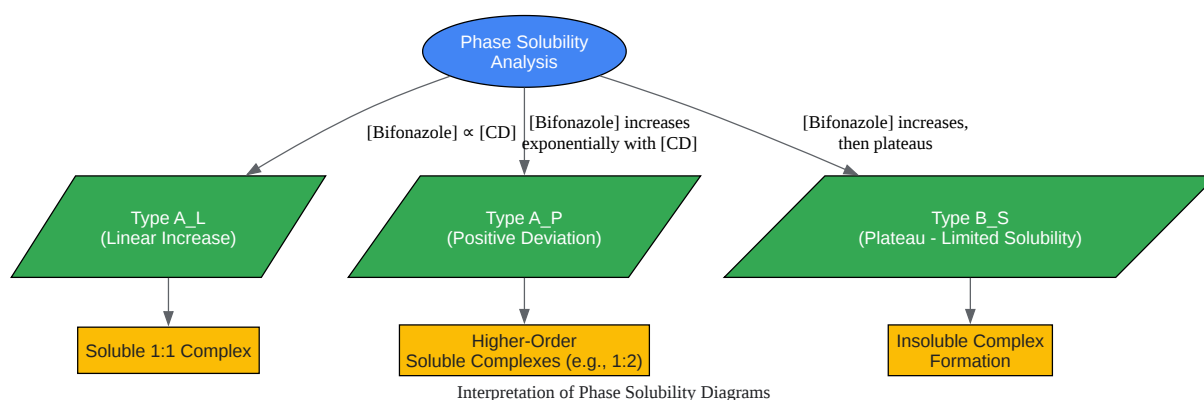 Phase Solubility
Analysis
[Bifonazole] ∝ [CD]
[Bifonazole] increases
exponentially with [CD]
[Bifonazole] increases,
then plateaus
Type A_L
(Linear Increase)
Type A_P
(Positive Deviation)
Type B_S
(Plateau - Limited Solubility)
Soluble 1:1 Complex
Higher-Order
Soluble Complexes (e.g., 1:2)
Insoluble Complex
Formation
Interpretation of Phase Solubility Diagrams